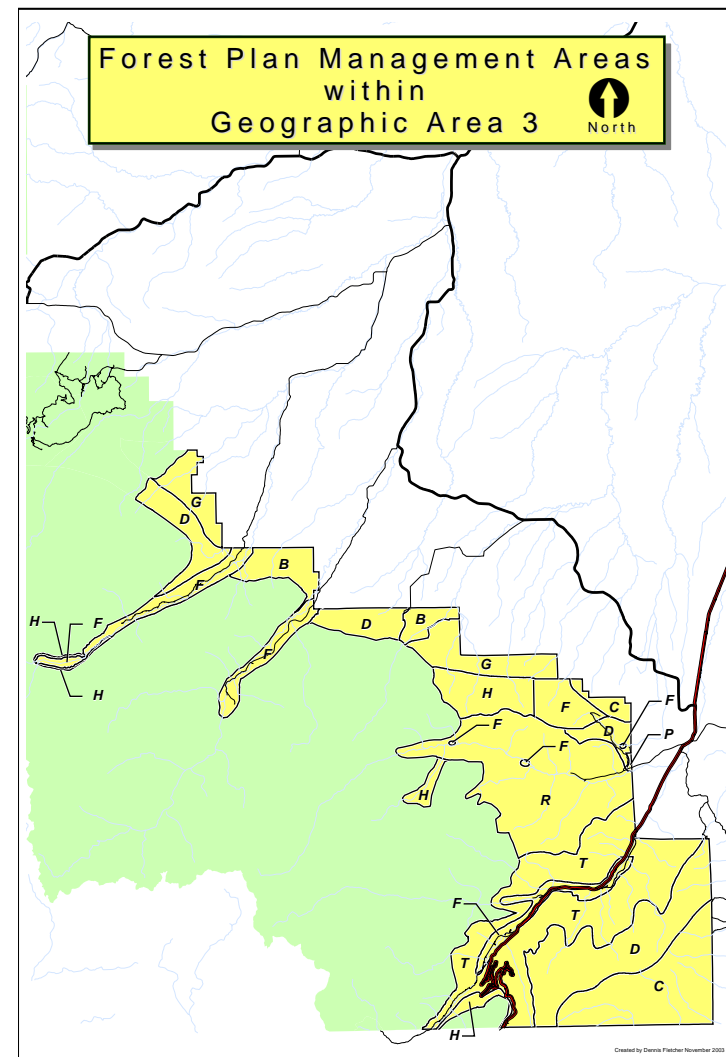 Forest Plan Management Areas
within
Geographic Area 3
North
G
D
B
F
H
F
F
H
D
B
G
H
F
C
F
D
F
P
F
H
R
T
F
T
D
T
C
H
Created by Dennis Fletcher November 2003